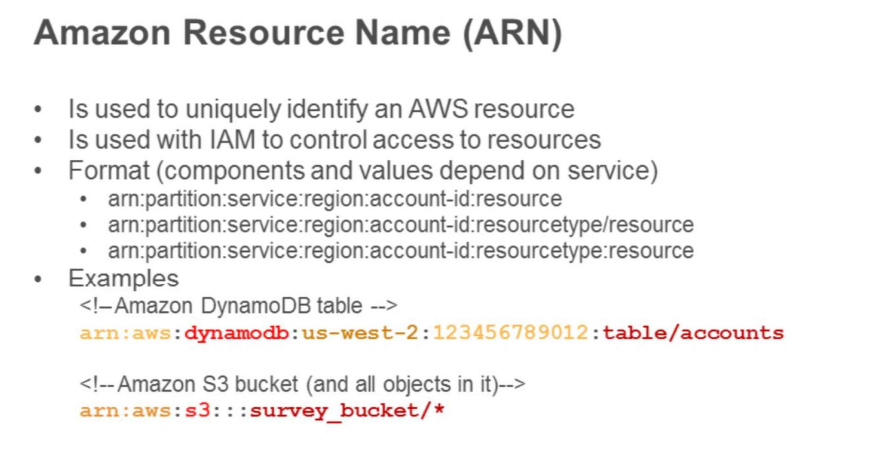 Amazon Resource Name (ARN)
• Is used to uniquely identify an AWS resource
• Is used with IAM to control access to resources
• Format (components and values depend on service)
• arn:partition:service:region:account-id:resource
• arn:partition:service:region:account-id:resourcetype/resource
• arn:partition:service:region:account-id:resourcetype:resource
• Examples
<!–Amazon DynamoDB table -->
arn:aws:dynamodb:us-west-2:123456789012:table/accounts
<!-- Amazon S3 bucket (and all objects in it)-->
arn:aws:s3:::survey_bucket/*